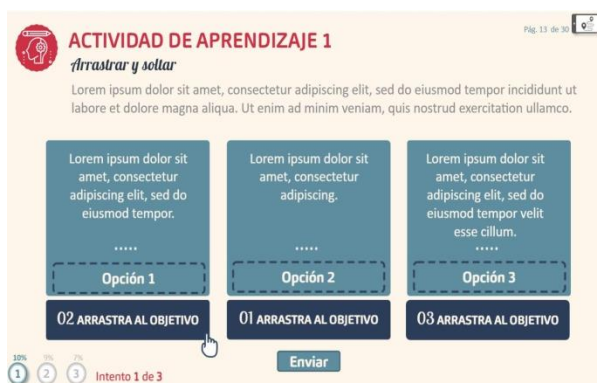 Pág. 13 de 30
ACTIVIDAD DE APRENDIZAJE 1
Arrastrar y soltar
Lorem ipsum dolor sit amet, consectetur adipiscing elit, sed do eiusmod tempor incididunt ut
labore et dolore magna aliqua. Ut enim ad minim veniam, quis nostrud exercitation ullamco.
Lorem ipsum dolor sit
amet, consectetur
adipiscing elit, sed do
eiusmod tempor.
.....
Opción 1
Lorem ipsum dolor sit
amet, consectetur
adipiscing.
.....
Opción 2
Lorem ipsum dolor sit
amet, consectetur
adipiscing elit, sed do
eiusmod tempor velit
esse cillum.
.....
Opción 3
02 ARRASTRA AL OBJETIVO
01 ARRASTRA AL OBJETIVO
03 ARRASTRA AL OBJETIVO
Enviar
10% 9% 7%
1 2 3 Intento 1 de 3